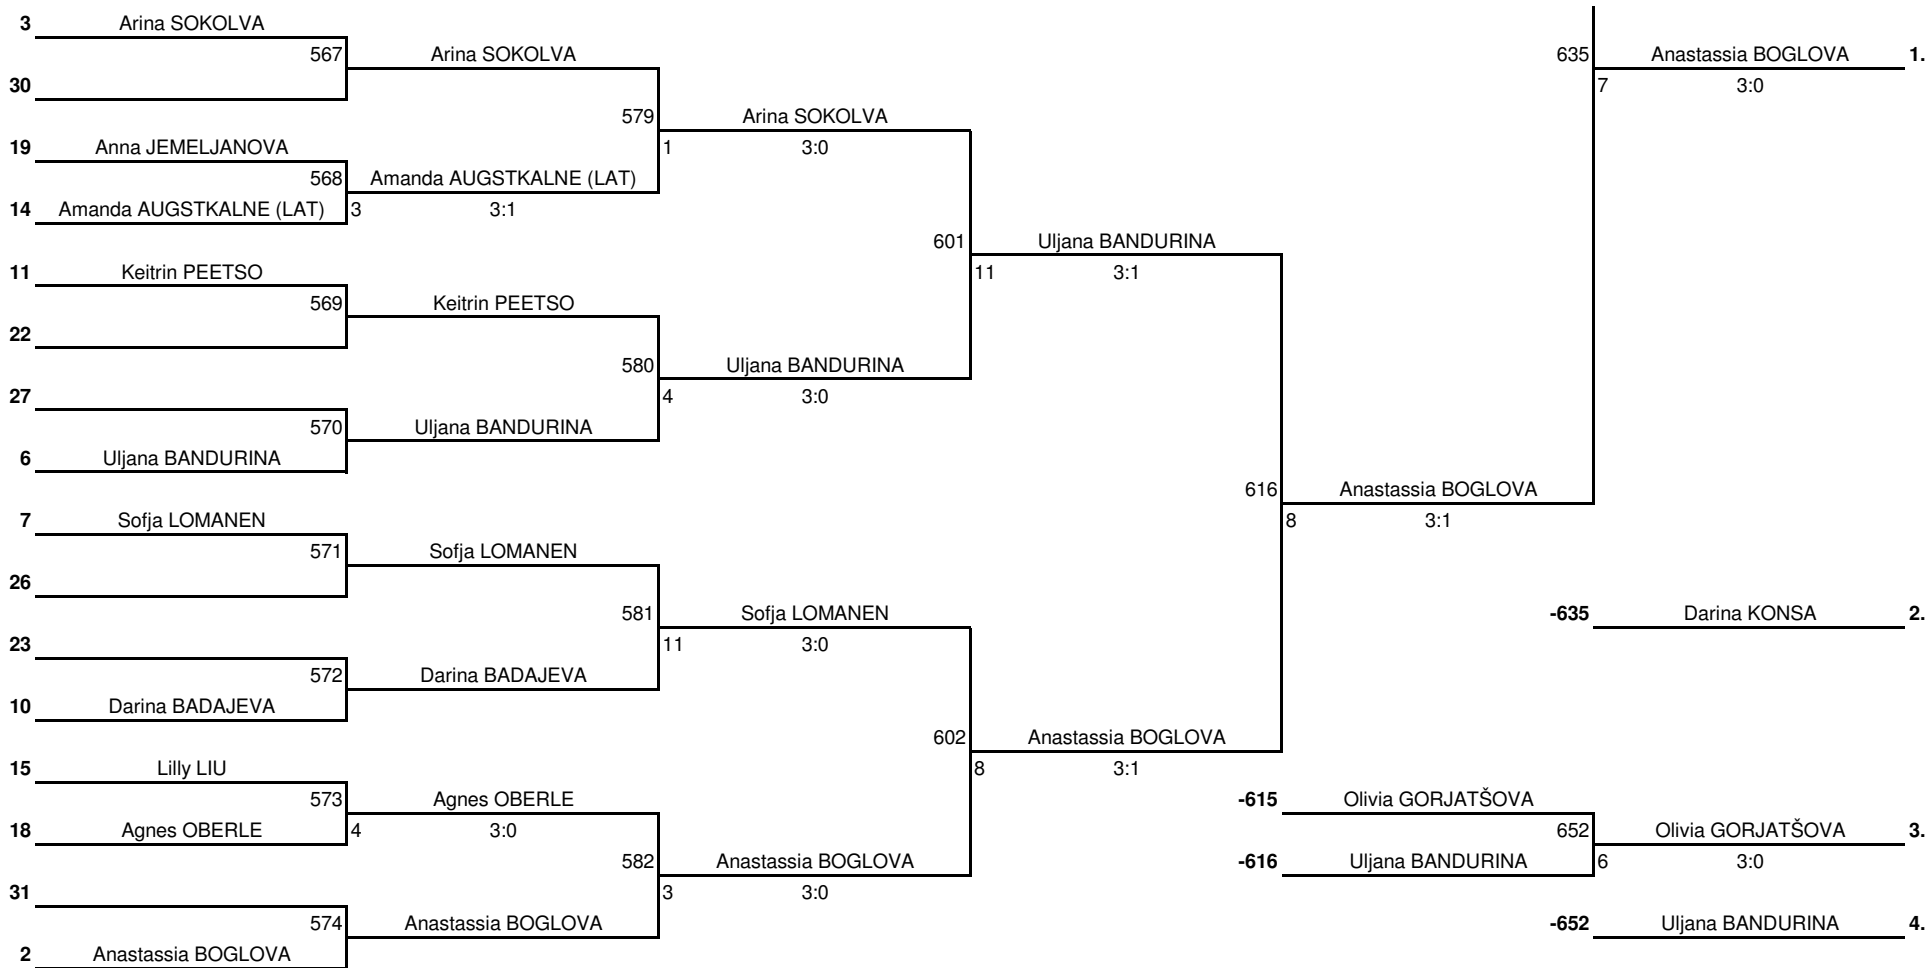 3 Arina SOKOLVA
567 Arina SOKOLVA 635 Anastassia BOGLOVA 1.
30 7 3:0
579 Arina SOKOLVA
19 Anna JEMELJANOVA 1 3:0
568 Amanda AUGSTKALNE (LAT)
14 Amanda AUGSTKALNE (LAT) 3 3:1
601 Uljana BANDURINA
11 Keitrin PEETSO 11 3:1
569 Keitrin PEETSO
22
580 Uljana BANDURINA
27 4 3:0
570 Uljana BANDURINA
6 Uljana BANDURINA
616 Anastassia BOGLOVA
7 Sofja LOMANEN 8 3:1
571 Sofja LOMANEN
26
581 Sofja LOMANEN -635 Darina KONSA 2.
23 11 3:0
572 Darina BADAJEVA
10 Darina BADAJEVA
602 Anastassia BOGLOVA
15 Lilly LIU 8 3:1
573 Agnes OBERLE -615 Olivia GORJATŠOVA
18 Agnes OBERLE 4 3:0 652 Olivia GORJATŠOVA 3.
582 Anastassia BOGLOVA -616 Uljana BANDURINA 6 3:0
31 3 3:0
574 Anastassia BOGLOVA -652 Uljana BANDURINA 4.
2 Anastassia BOGLOVA